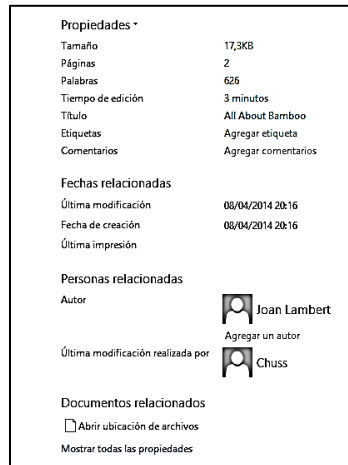 Propiedades
Tamaño 17,3KB
Páginas 2
Palabras 626
Tiempo de edición 3 minutos
Título All About Bamboo
Etiquetas Agregar etiqueta
Comentarios Agregar comentarios
Fechas relacionadas
Última modificación 08/04/2014 20:16
Fecha de creación 08/04/2014 20:16
Última impresión
Personas relacionadas
Autor Joan Lambert
Agregar un autor
Última modificación realizada por Chuss
Documentos relacionados
Abrir ubicación de archivos
Mostrar todas las propiedades